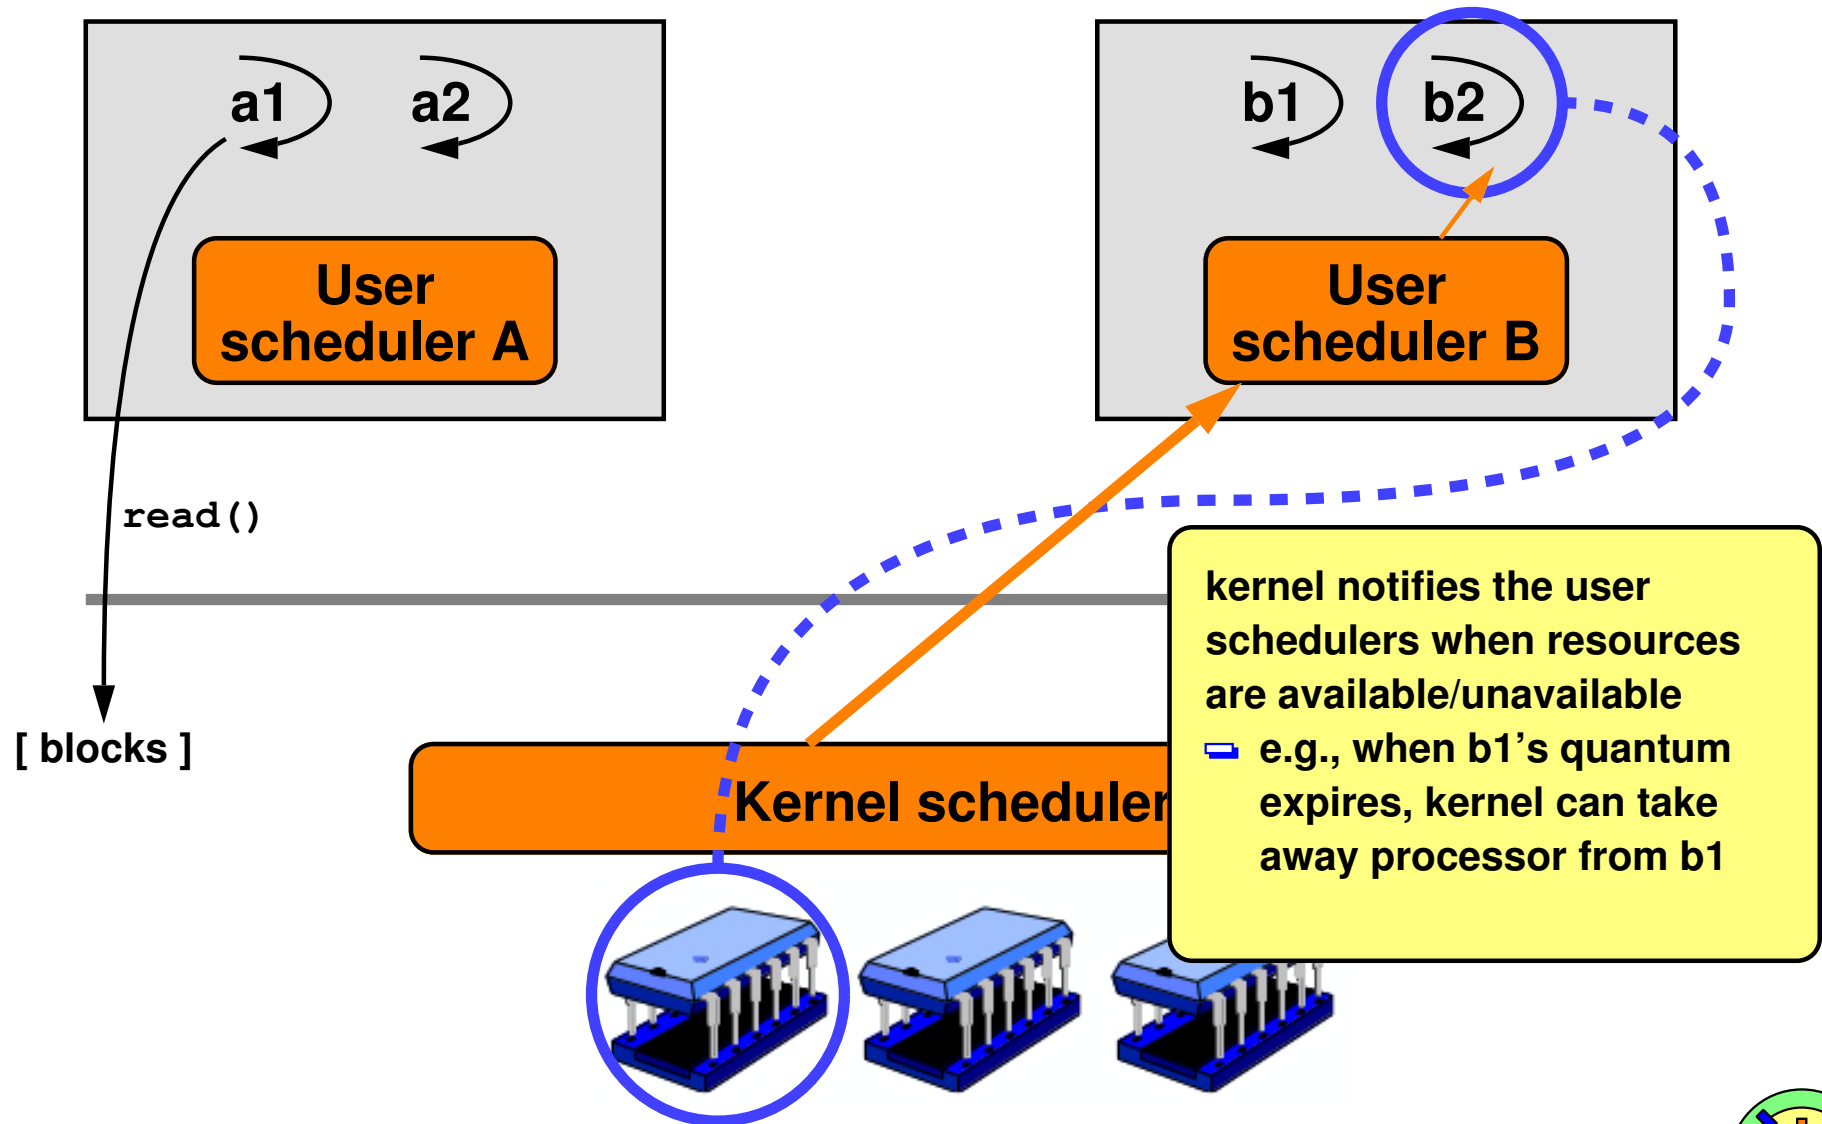 a1
a2
User
scheduler A
b1
b2
User
scheduler B
read()
[ blocks ]
Kernel scheduler
kernel notifies the user
schedulers when resources
are available/unavailable
e.g., when b1’s quantum
expires, kernel can take
away processor from b1